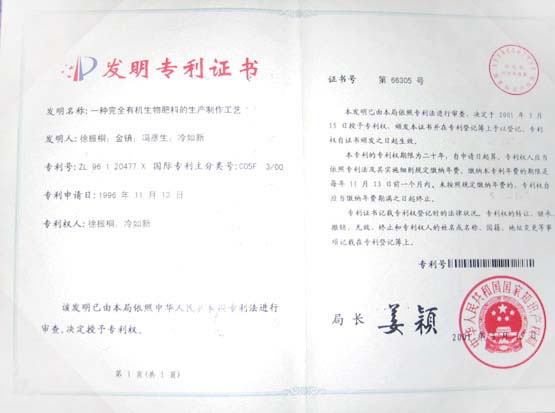 发明专利证书
发明名称:一种完全有机生物肥料的生产制作工艺
发明人:徐振桐;金镇;冯彦生;冷如新
专利号:ZL 96 1 20477.X 国际专利主分类号:C05F 3/00
专利申请日:1996 年 11 月 13 日
专利权人:徐振桐;冷如新
该发明已由本局依照中华人民共和国专利法进行
审查,决定授予专利权。
第 1 页(共 1 页)
证书号 第 66305 号
本发明已由本局依照专利法进行审查,决定于 2001 年 1 月
15 日授予专利权,颁发本证书并在专利登记簿上予以登记。专利
权自证书颁发之日起生效。
本专利的专利权期限为二十年,自申请日起算。专利权人应当
依照专利法及其实施细则规定缴纳年费。缴纳本专利年费的期限是
每年 11 月 13 日前一个月内。未按照规定缴纳年费的,专利权自
应当缴纳年费期满之日起终止。
专利证书记载专利权登记时的法律状况。专利权的转让、继承、
撤销、无效、终止和专利权人的姓名或名称、国籍、地址变更等事
项记载在专利登记簿上。
专利号
局长 姜颖
中华人民共和国国家知识产权局